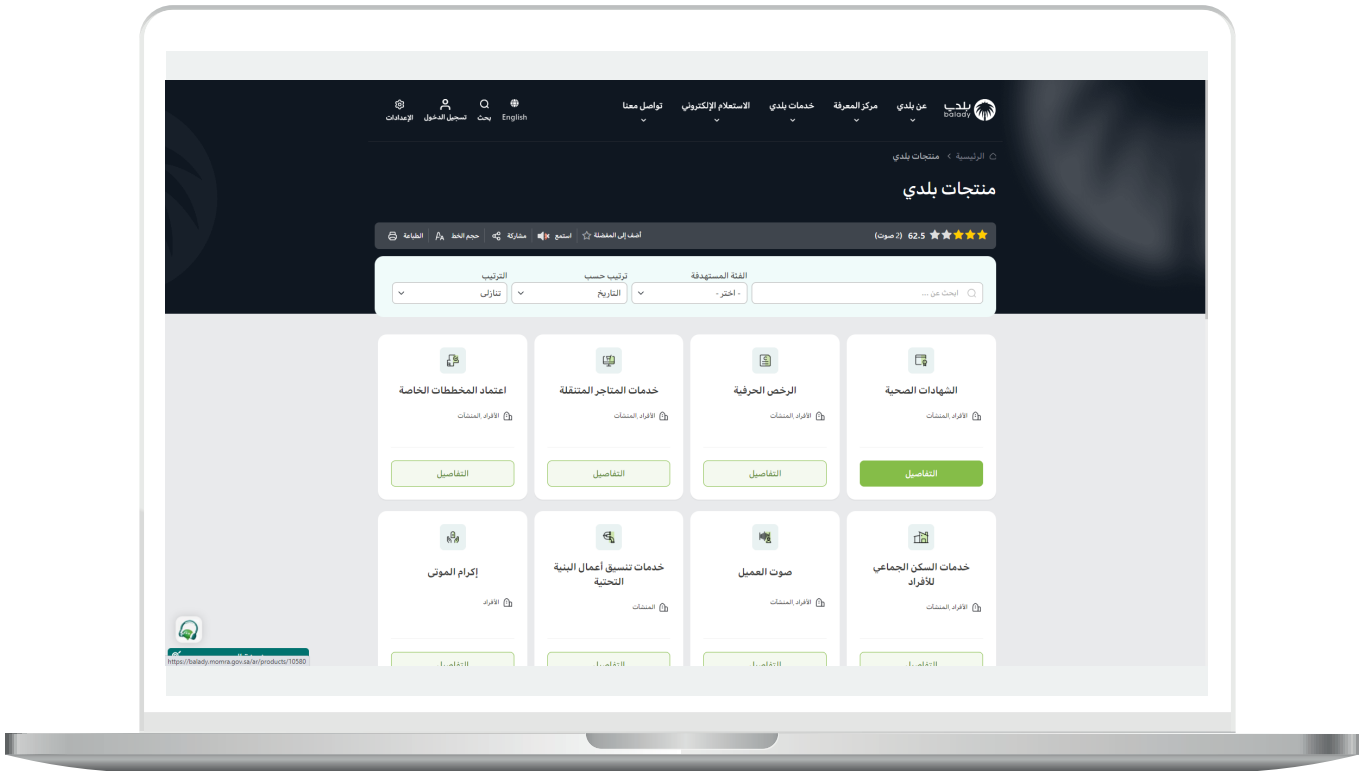 بلدي
balady
عن بلدي
مركز المعرفة
خدمات بلدي
الاستعلام الإلكتروني
تواصل معنا
English
بحث
تسجيل الدخول
الإعدادات
الرئيسية
منتجات بلدي
منتجات بلدي
62.5 (2 صوت)
أضف إلى المفضلة
استمع
مشاركة
حجم الخط
الطباعة
الفئة المستهدفة
ترتيب حسب
الترتيب
ابحث عن ...
- اختر -
التاريخ
تنازلي
الشهادات الصحية
الأفراد, المنشآت
التفاصيل
الرخص الحرفية
الأفراد, المنشآت
التفاصيل
خدمات المتاجر المتنقلة
الأفراد, المنشآت
التفاصيل
اعتماد المخططات الخاصة
الأفراد, المنشآت
التفاصيل
خدمات السكن الجماعي
للأفراد
الأفراد, المنشآت
التفاصيل
صوت العميل
الأفراد, المنشآت
التفاصيل
خدمات تنسيق أعمال البنية
التحتية
المنشآت
التفاصيل
إكرام الموتى
الأفراد
التفاصيل
https://balady.momra.gov.sa/ar/products/10580